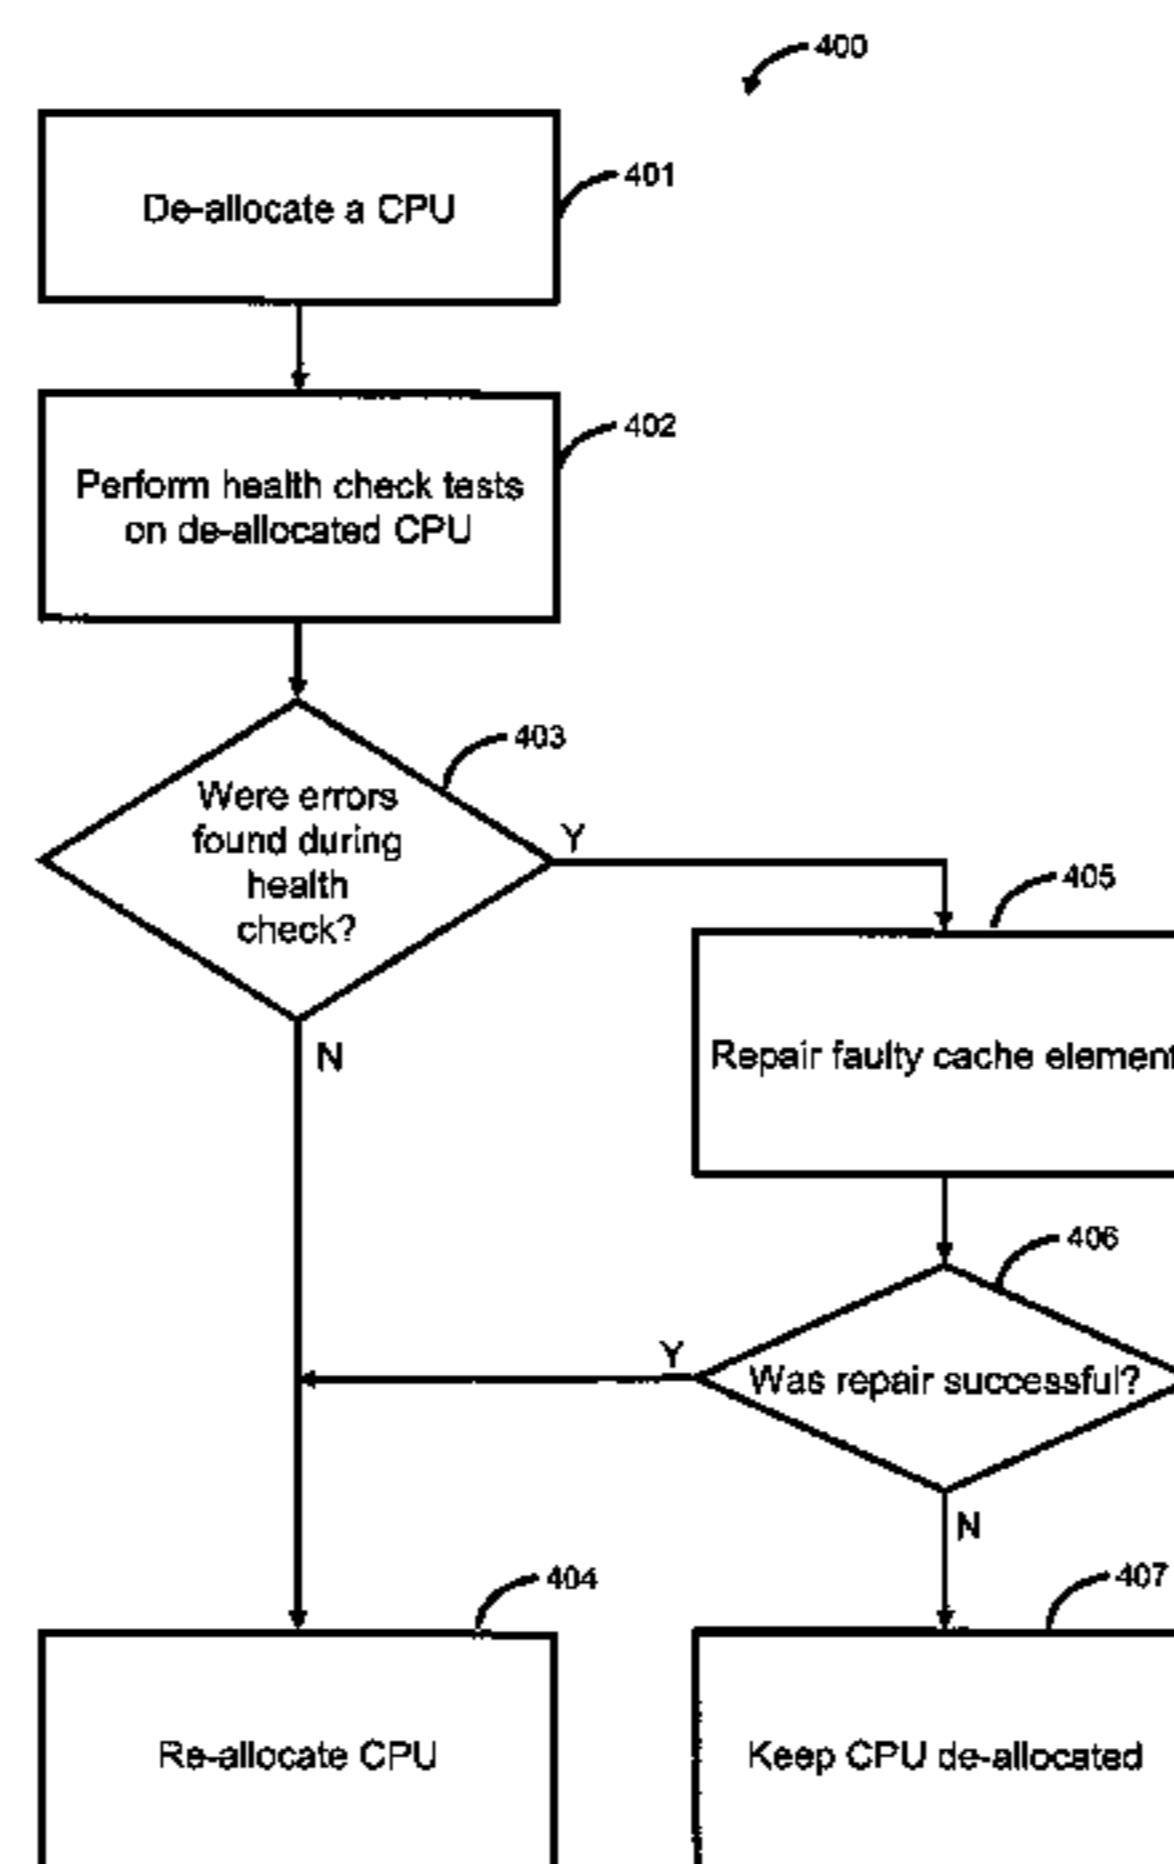 400
De-allocate a CPU
401
Perform health check tests
on de-allocated CPU
402
403
Were errors
found during
health
check?
Y
N
405
Repair faulty cache element
406
Y
Was repair successful?
N
404
Re-allocate CPU
407
Keep CPU de-allocated